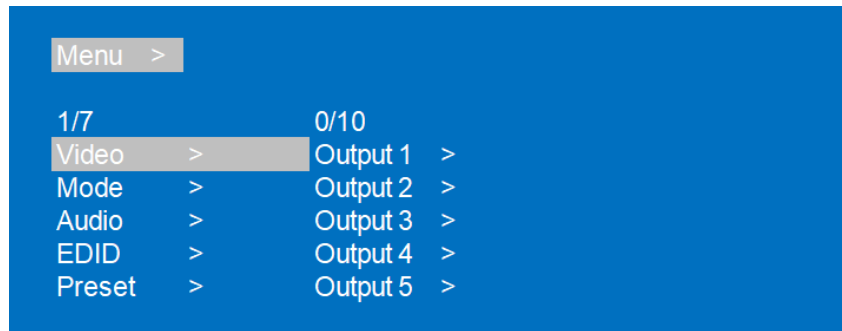 Menu >
1/7 0/10
Video > Output 1 >
Mode > Output 2 >
Audio > Output 3 >
EDID > Output 4 >
Preset > Output 5 >